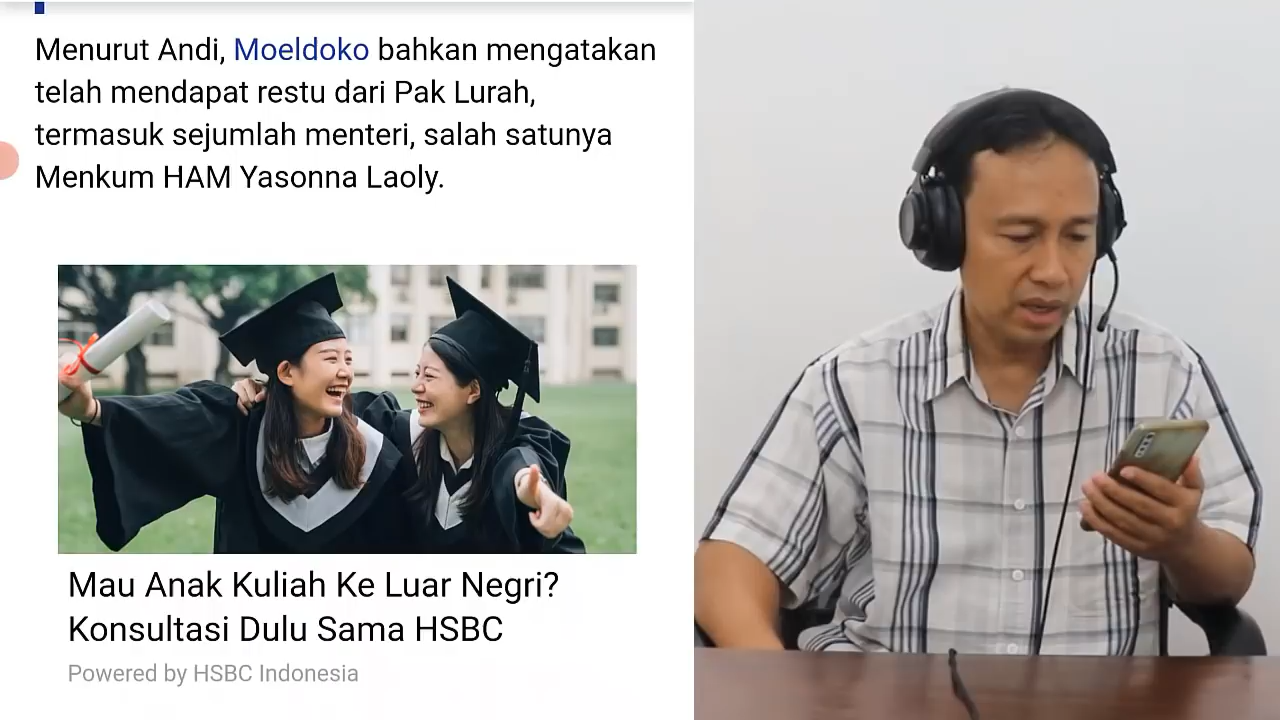 Menurut Andi, Moeldoko bahkan mengatakan
telah mendapat restu dari Pak Lurah,
termasuk sejumlah menteri, salah satunya
Menkum HAM Yasonna Laoly.
Mau Anak Kuliah Ke Luar Negri?
Konsultasi Dulu Sama HSBC
Powered by HSBC Indonesia